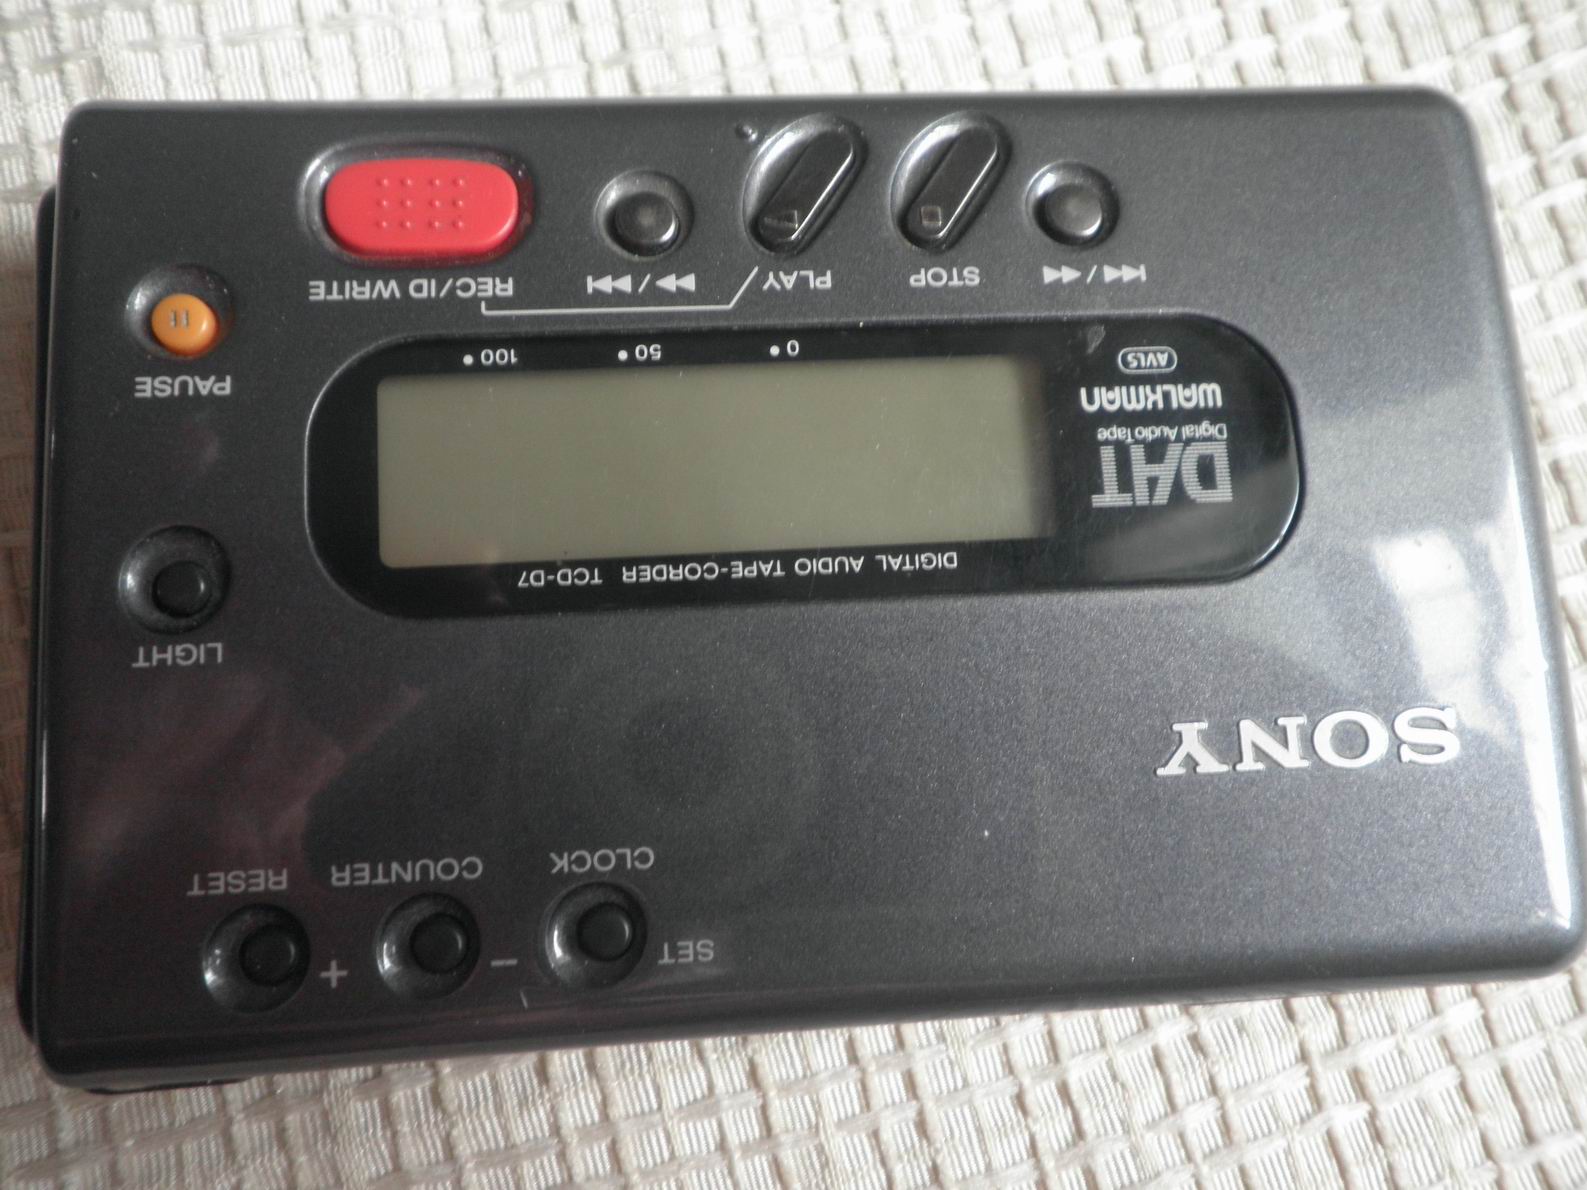 SET
CLOCK
- COUNTER
+ RESET
SONY
LIGHT
DIGITAL AUDIO TAPE-CORDER TCD-D7
DAT
Digital Audio Tape
WALKMAN
AVLS
0 50 100
PAUSE
STOP
PLAY
REC/ID WRITE